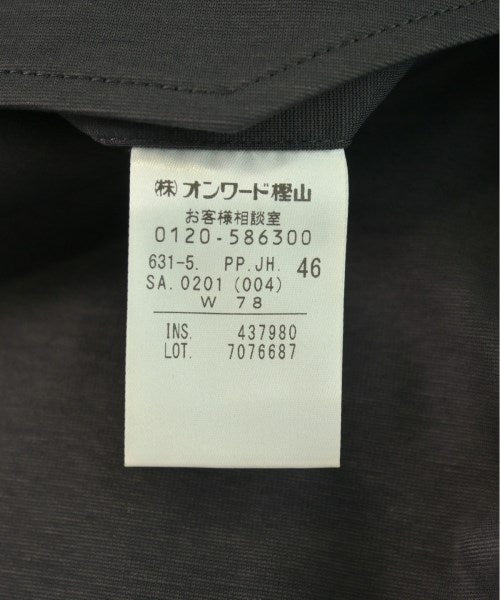 ㈱オンワード樫山
お客様相談室
0120-586300
631-5. PP.JH. 46
SA.0201(004)
W 78
INS. 437980
LOT. 7076687